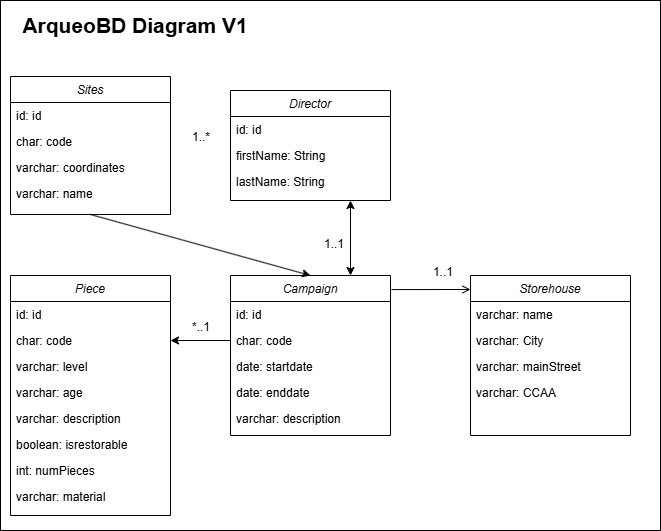 ArqueoBD Diagram V1
Sites
id: id
char: code
varchar: coordinates
varchar: name
1..*
Director
id: id
firstName: String
lastName: String
1..1
Piece
id: id
char: code
varchar: level
varchar: age
varchar: description
boolean: isrestorable
int: numPieces
varchar: material
*..1
Campaign
id: id
char: code
date: startdate
date: enddate
varchar: description
1..1
Storehouse
varchar: name
varchar: City
varchar: mainStreet
varchar: CCAA